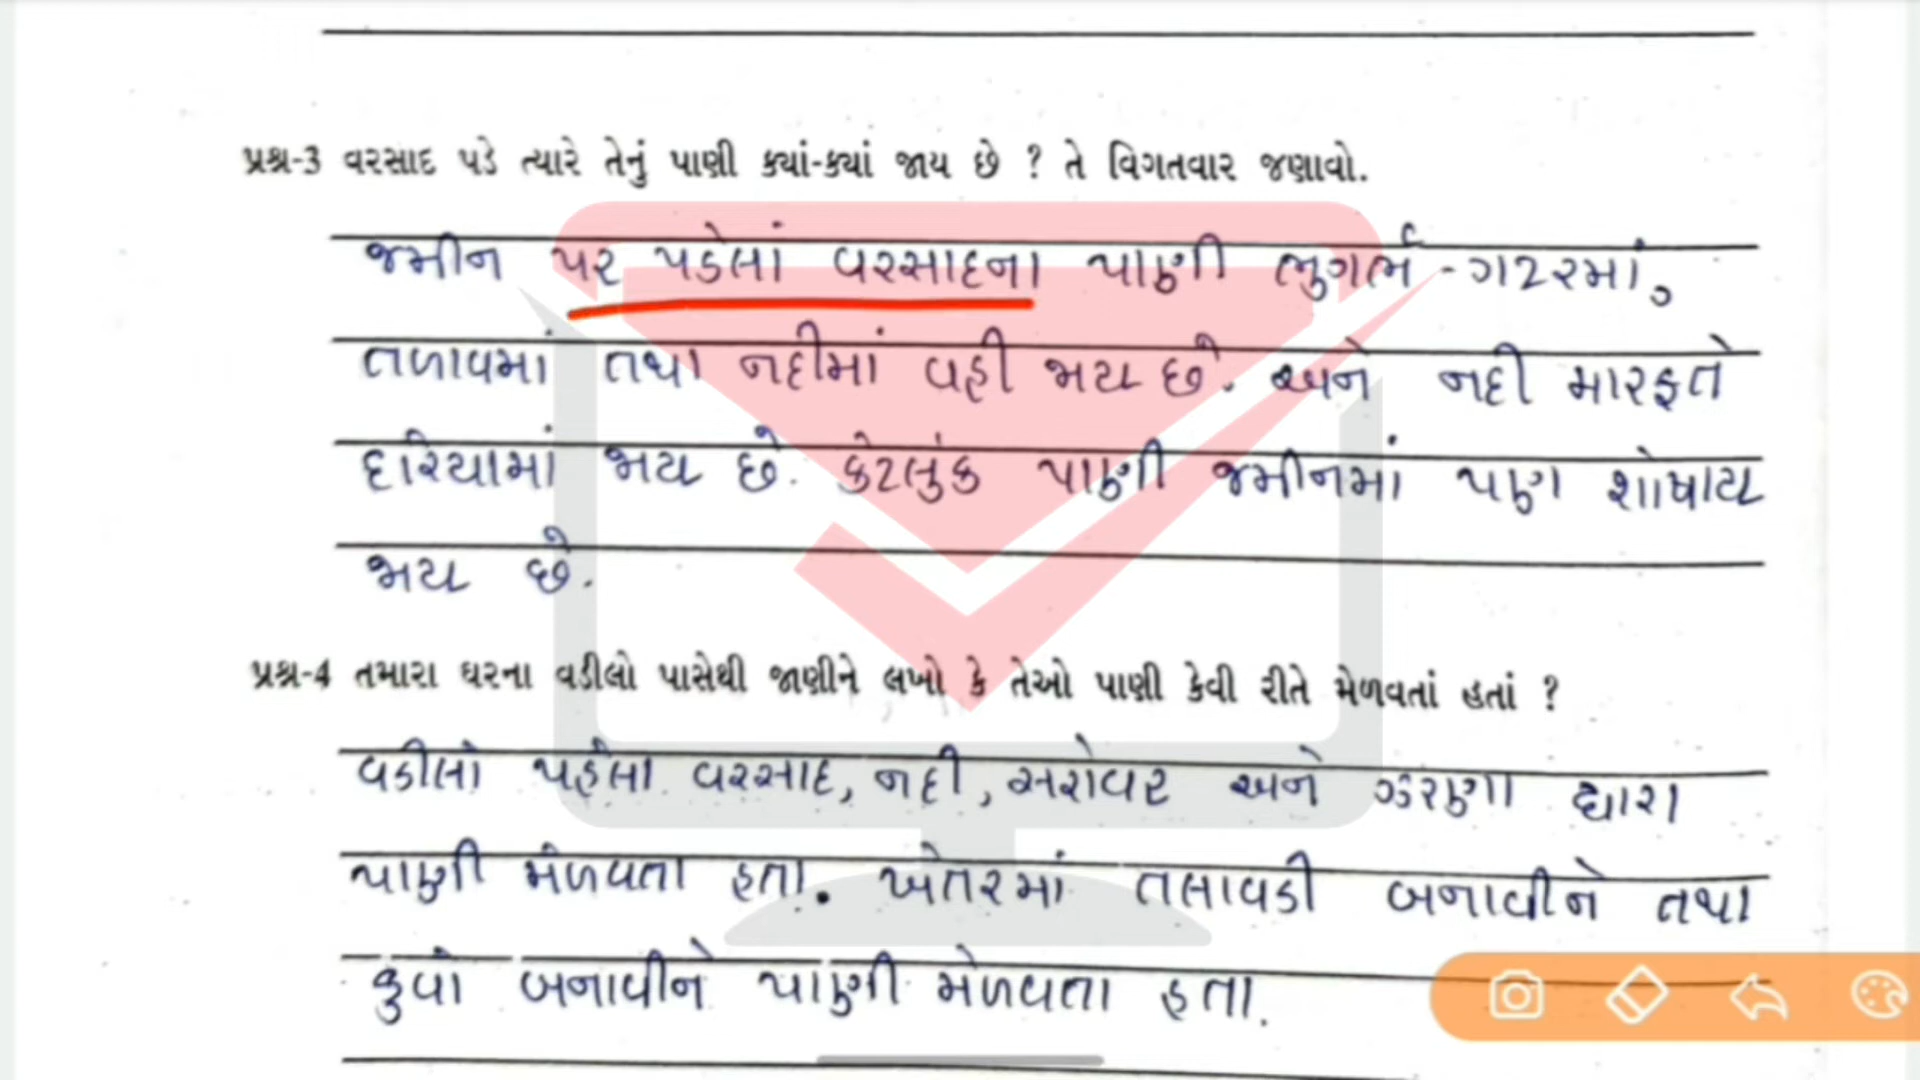 પ્રશ્ન-3 વરસાદ પડે ત્યારે તેનું પાણી ક્યાં-ક્યાં જાય છે ? તે વિગતવાર જણાવો.
જમીન પર પડેલાં વરસાદના પાણી ભુગર્ભ-ગટરમાં,
તળાવમાં તથા નદીમાં વહી જાય છે. અને નદી મારફતે
દરિયામાં જાય છે. કેટલુંક પાણી જમીનમાં પણ શોષાય
જાય છે.
પ્રશ્ન-4 તમારા ઘરના વડીલો પાસેથી જાણીને લખો કે તેઓ પાણી કેવી રીતે મેળવતાં હતાં ?
વડીલો પહેલા વરસાદ, નદી, સરોવર અને ઝરણા દ્વારા
પાણી મેળવતા હતા. ખેતરમાં તલાવડી બનાવીને તથા
કુવો બનાવીને પાણી મેળવતા હતા.